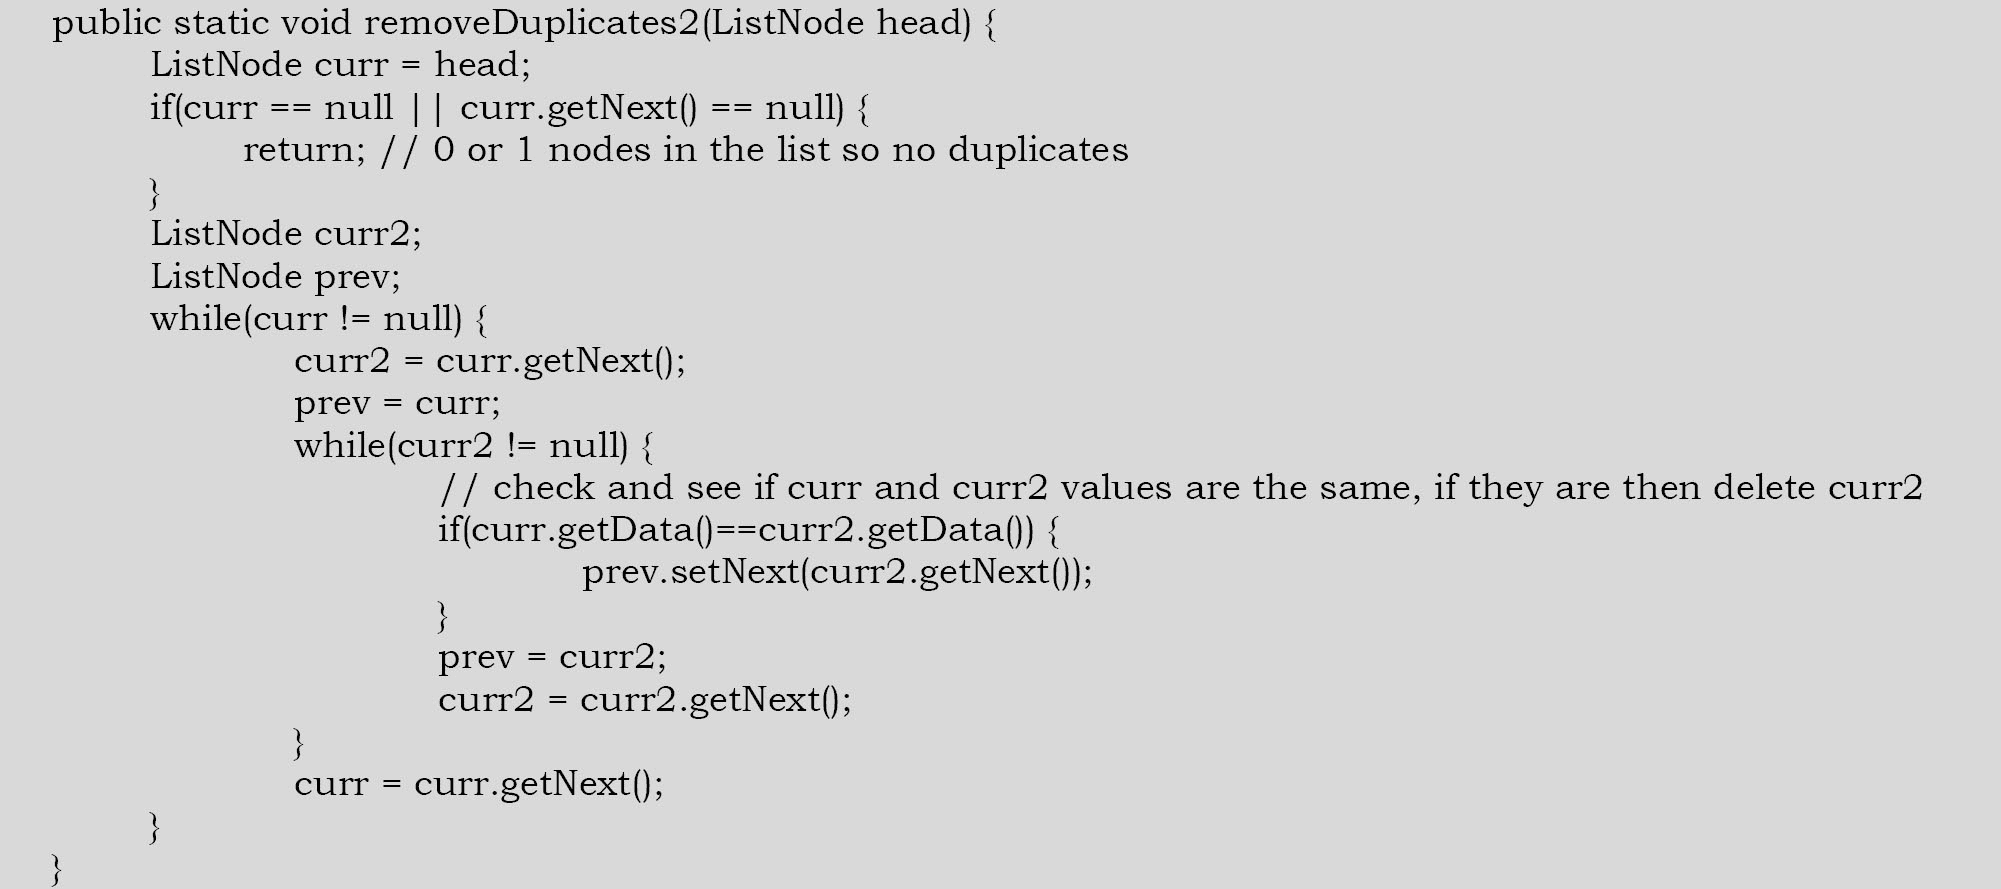 public static void removeDuplicates2(ListNode head) {
ListNode curr = head;
if(curr == null || curr.getNext() == null) {
return; // 0 or 1 nodes in the list so no duplicates
}
ListNode curr2;
ListNode prev;
while(curr != null) {
curr2 = curr.getNext();
prev = curr;
while(curr2 != null) {
// check and see if curr and curr2 values are the same, if they are then delete curr2
if(curr.getData()==curr2.getData()) {
prev.setNext(curr2.getNext());
}
prev = curr2;
curr2 = curr2.getNext();
}
curr = curr.getNext();
}
}